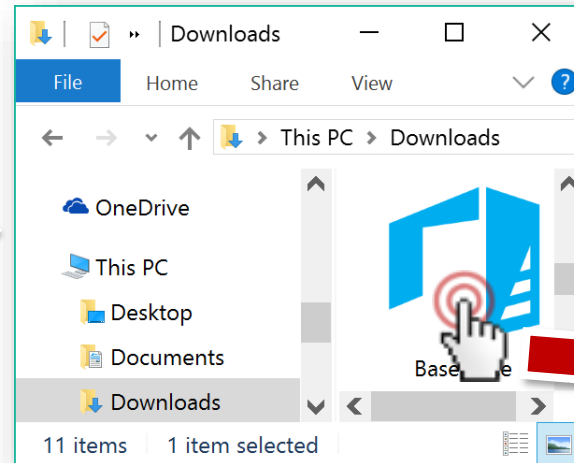 Downloads
File Home Share View ?
This PC > Downloads
OneDrive
This PC
Desktop
Documents
Downloads
11 items 1 item selected